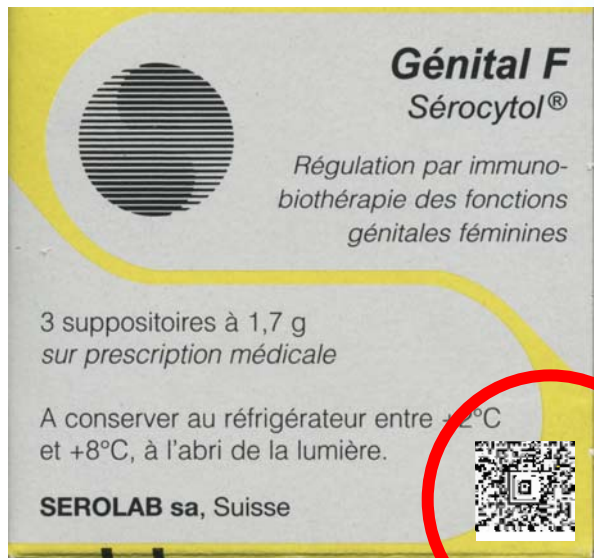 Génital F
Sérocytol®
Régulation par immuno-
biothérapie des fonctions
génitales féminines
3 suppositoires à 1,7 g
sur prescription médicale
A conserver au réfrigérateur entre +2°C
et +8°C, à l'abri de la lumière.
SEROLAB sa, Suisse